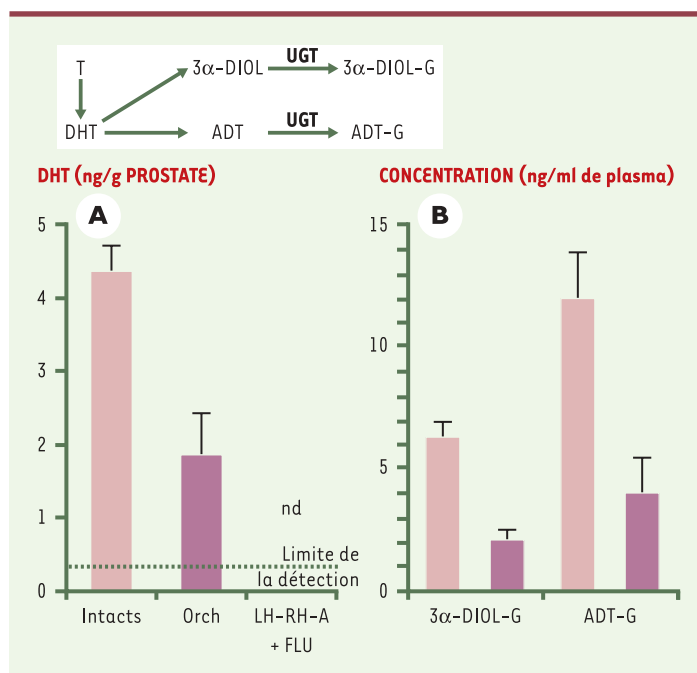 UGT
T 3α-DIOL 3α-DIOL-G
UGT
DHT ADT ADT-G
DHT (ng/g PROSTATE)
A
5
4
3
2
1
0
nd
Limite de
la détection
Intacts Orch LH-RH-A
+ FLU
CONCENTRATION (ng/ml de plasma)
B
15
10
5
0
3α-DIOL-G ADT-G